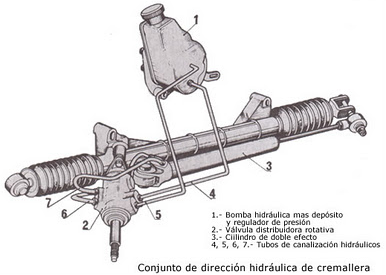 1
3
7
6
5
4
2
1.- Bomba hidráulica mas depósito
y regulador de presión
2.- Válvula distribuidora rotativa
3.- Ciilindro de doble efecto
4, 5, 6, 7.- Tubos de canalización hidráulicos
Conjunto de dirección hidráulica de cremallera